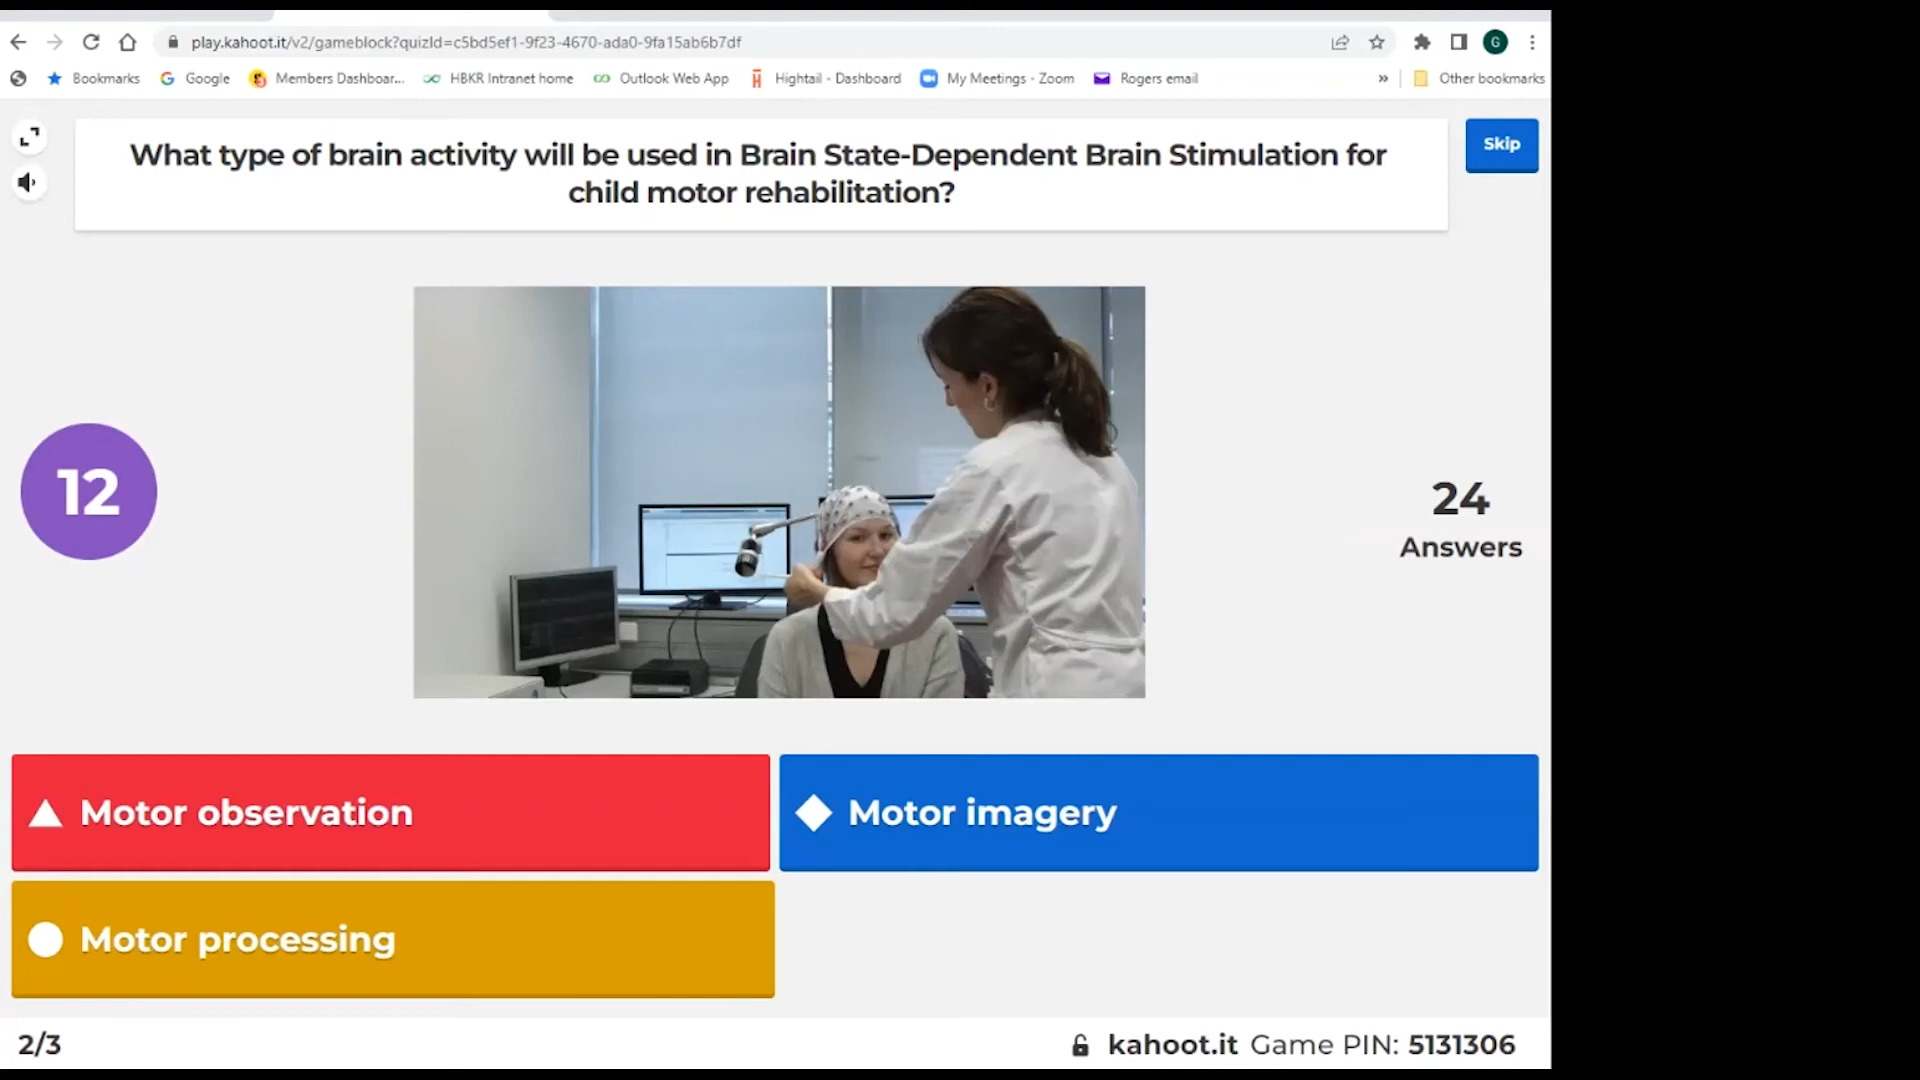 play.kahoot.it/v2/gameblock?quizId=c5bd5ef1-9f23-4670-ada0-9fa15ab6b7df
G
Bookmarks Google Members Dashboar... HBKR Intranet home Outlook Web App Hightail - Dashboard My Meetings - Zoom Rogers email » Other bookmarks
What type of brain activity will be used in Brain State-Dependent Brain Stimulation for
child motor rehabilitation?
Skip
12
24
Answers
Motor observation
Motor imagery
Motor processing
2/3
kahoot.it Game PIN: 5131306